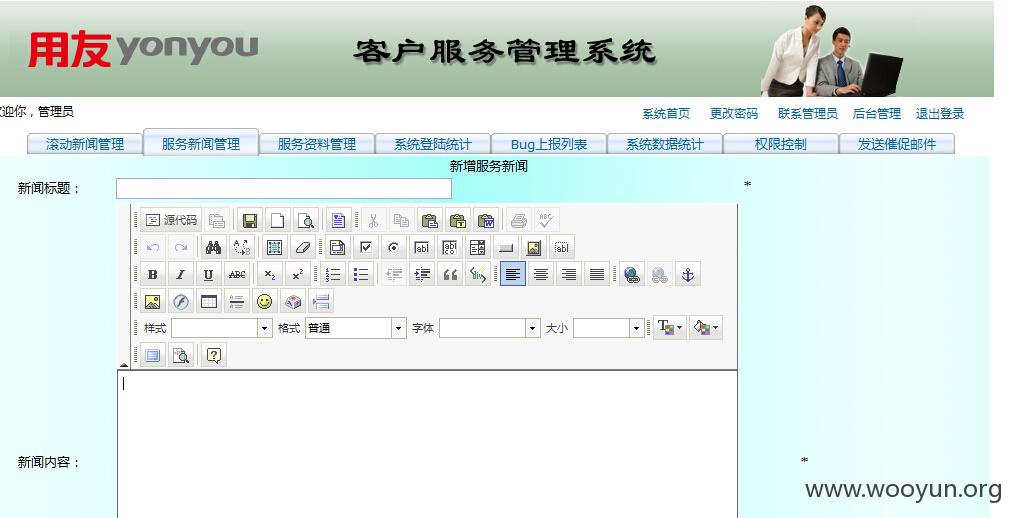 用友yonyou 客户服务管理系统
迎你，管理员 系统首页 更改密码 联系管理员 后台管理 退出登录
滚动新闻管理 服务新闻管理 服务资料管理 系统登陆统计 Bug上报列表 系统数据统计 权限控制 发送催促邮件
新增服务新闻
新闻标题： *
源代码
ABC
B I U ABC X₂ X²
样式 格式 普通 字体 大小
新闻内容： *
www.wooyun.org